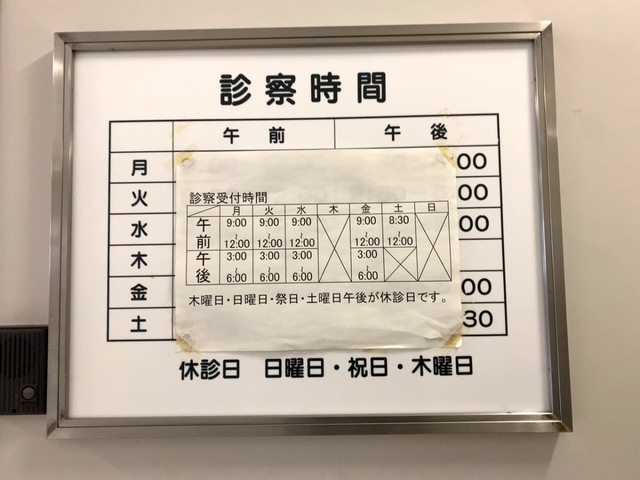 診察時間
午前 午後
月 :00
火 :00
水 :00
木
金 :00
土 :30
診察受付時間
月 火 水 木 金 土 日
午前 9:00~12:00 9:00~12:00 9:00~12:00 9:00~12:00 8:30~12:00
午後 3:00~6:00 3:00~6:00 3:00~6:00 3:00~6:00
木曜日・日曜日・祭日・土曜日午後が休診日です。
休診日 日曜日・祝日・木曜日